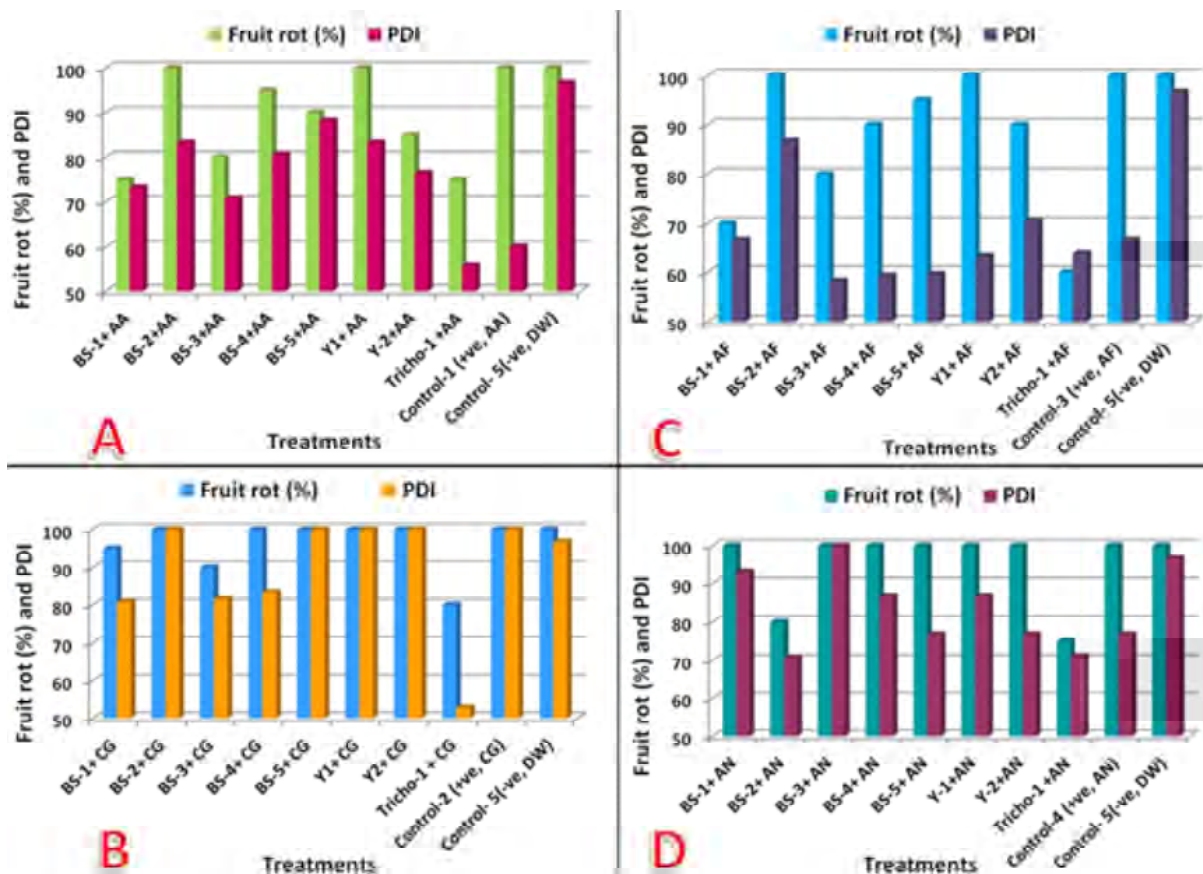 Fruit rot (%) PDI
Fruit rot (%) and PDI
100
90
80
70
60
50
BS-1+AA
BS-2+AA
BS-3+AA
BS-4+AA
BS-5+AA
Y1+ AA
Y-2+AA
Tricho-1 +AA
Control-1 (+ve, AA)
Control- 5(-ve, DW)
A
Treatments
Fruit rot (%) PDI
Fruit rot (%) and PDI
100
90
80
70
60
50
BS-1+ AF
BS-2+ AF
BS-3+ AF
BS-4+ AF
BS-5+ AF
Y1+ AF
Y2+ AF
Tricho-1 +AF
Control-3 (+ve, AF)
Control- 5(-ve, DW)
C
Treatments
Fruit rot (%) PDI
Fruit rot (%) and PDI
100
90
80
70
60
50
BS-1+ CG
BS-2+ CG
BS-3+ CG
BS-4+ CG
BS-5+ CG
Y1+ CG
Y2+ CG
Tricho-1 + CG
Control-2 (+ve, CG)
Control- 5(-ve, DW)
B
Treatments
Fruit rot (%) PDI
Fruit rot (%) and PDI
100
90
80
70
60
50
BS-1+ AN
BS-2+ AN
BS-3+ AN
BS-4+ AN
BS-5+ AN
Y-1+AN
Y-2+AN
Tricho-1 +AN
Control-4 (+ve, AN)
Control- 5(-ve, DW)
D
Treatments